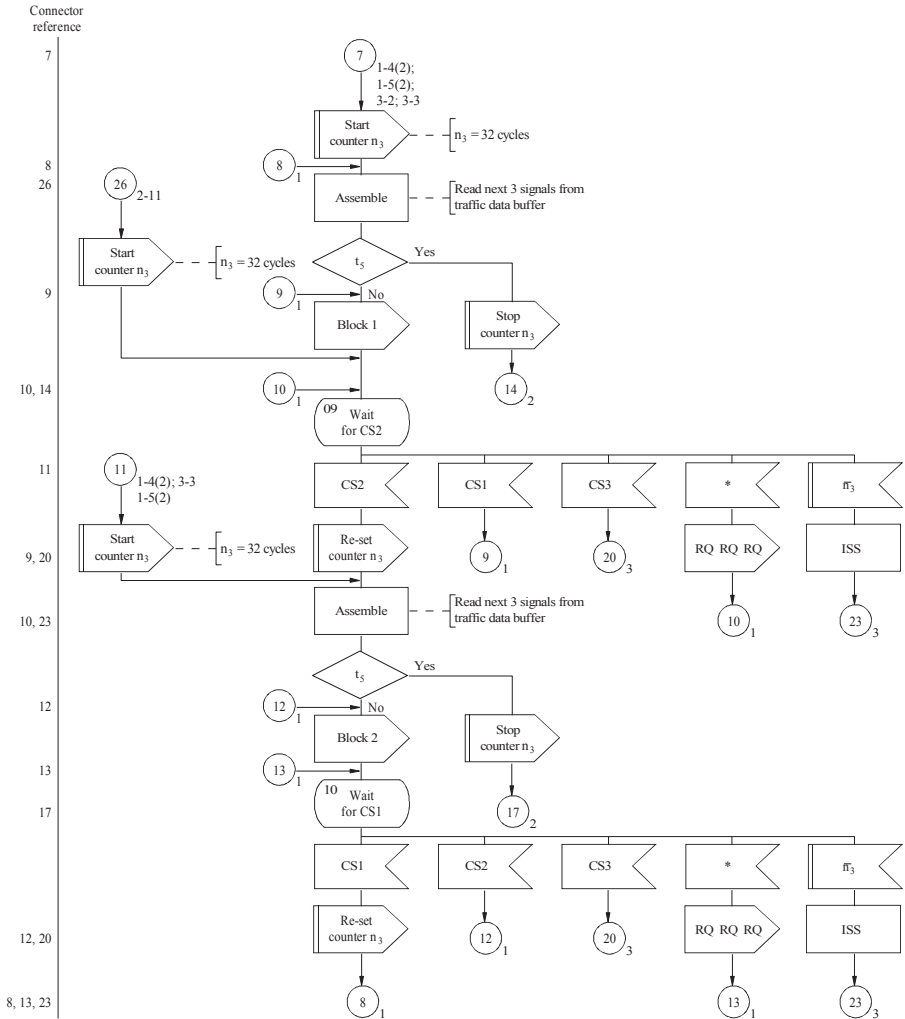 Connector
reference
7
7
1-4(2);
1-5(2);
3-2; 3-3
Start
counter n3
n3 = 32 cycles
8
8
1
26
26
2-11
Assemble
Read next 3 signals from
traffic data buffer
Start
counter n3
n3 = 32 cycles
t5
Yes
9
9
1
No
Block 1
Stop
counter n3
10, 14
10
1
14
2
09
Wait
for CS2
11
11
1-4(2); 3-3
1-5(2)
CS2
CS1
CS3
*
n̅3
Start
counter n3
n3 = 32 cycles
Re-set
counter n3
9
1
20
3
RQ RQ RQ
ISS
9, 20
Assemble
Read next 3 signals from
traffic data buffer
10, 23
10
1
23
3
t5
Yes
12
12
1
No
Block 2
Stop
counter n3
13
13
1
10
Wait
for CS1
17
17
2
CS1
CS2
CS3
*
n̅3
Re-set
counter n3
12
1
20
3
RQ RQ RQ
ISS
12, 20
8, 13, 23
8
1
13
1
23
3